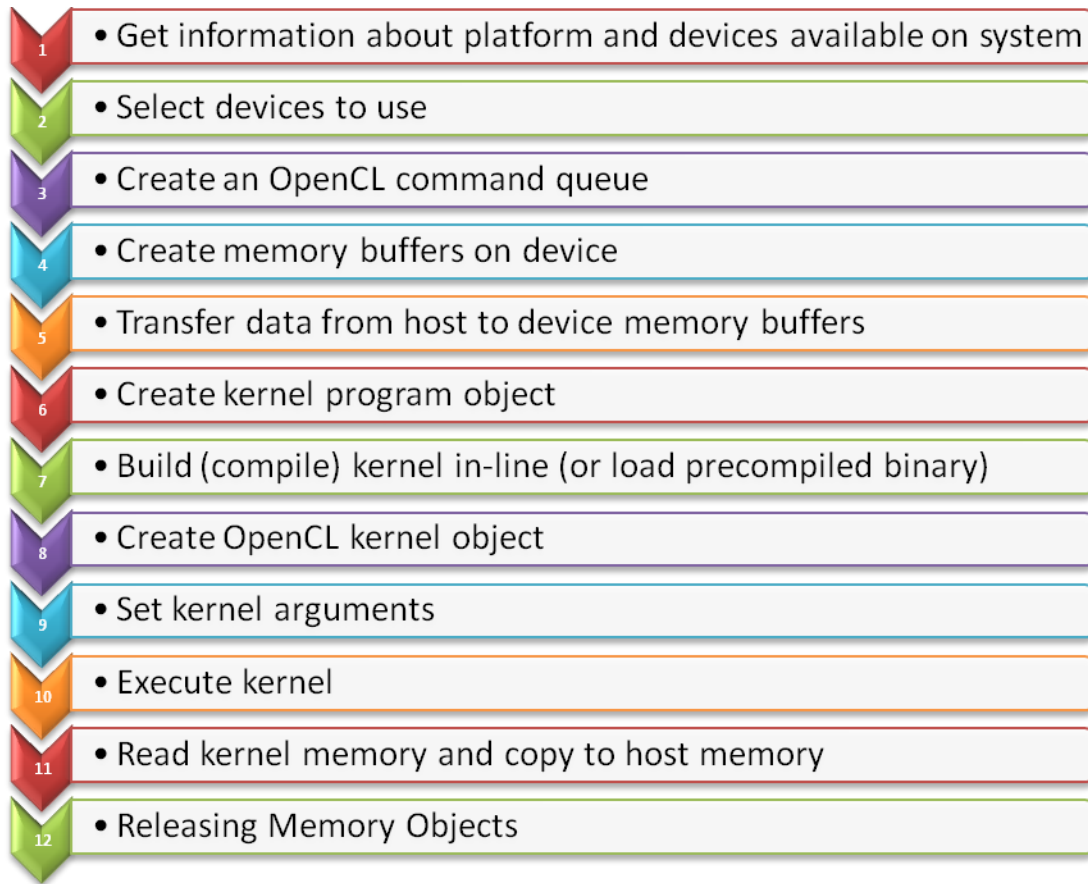 1 • Get information about platform and devices available on system
2 • Select devices to use
3 • Create an OpenCL command queue
4 • Create memory buffers on device
5 • Transfer data from host to device memory buffers
6 • Create kernel program object
7 • Build (compile) kernel in-line (or load precompiled binary)
8 • Create OpenCL kernel object
9 • Set kernel arguments
10 • Execute kernel
11 • Read kernel memory and copy to host memory
12 • Releasing Memory Objects